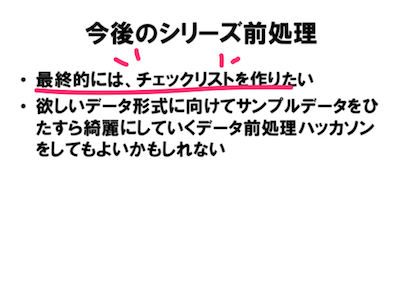 今後のシリーズ前処理
• 最終的には、チェックリストを作りたい
• 欲しいデータ形式に向けてサンプルデータをひ
たすら綺麗にしていくデータ前処理ハッカソン
をしてもよいかもしれない